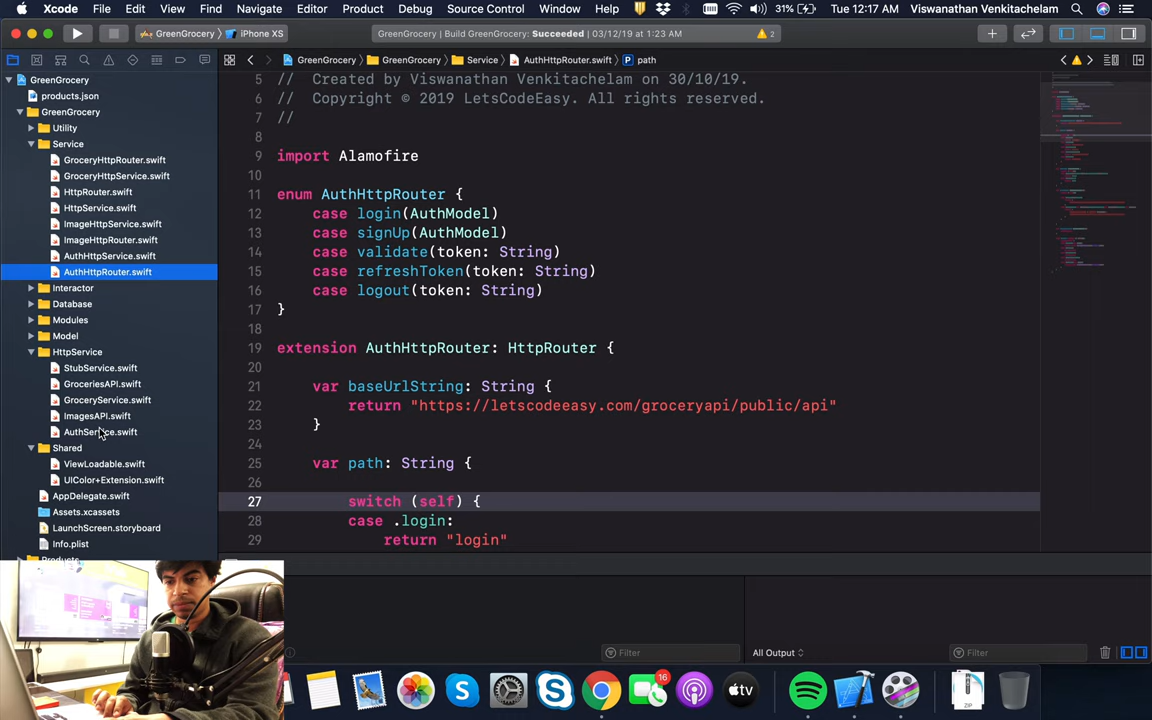 Xcode File Edit View Find Navigate Editor Product Debug Source Control Window Help 31% Tue 12:17 AM Viswanathan Venkitachelam
GreenGrocery iPhone XS GreenGrocery | Build GreenGrocery: Succeeded | 03/12/19 at 1:23 AM 2
GreenGrocery GreenGrocery Service AuthHttpRouter.swift path
GreenGrocery
products.json
GreenGrocery
Utility
Service
GroceryHttpRouter.swift
GroceryHttpService.swift
HttpRouter.swift
HttpService.swift
ImageHttpService.swift
ImageHttpRouter.swift
AuthHttpService.swift
AuthHttpRouter.swift
Interactor
Database
Modules
Model
HttpService
StubService.swift
GroceriesAPI.swift
GroceryService.swift
ImagesAPI.swift
AuthService.swift
Shared
ViewLoadable.swift
UIColor+Extension.swift
AppDelegate.swift
Assets.xcassets
LaunchScreen.storyboard
Info.plist
5 // Created by Viswanathan Venkitachelam on 30/10/19.
6 // Copyright © 2019 LetsCodeEasy. All rights reserved.
7 //
8
9 import Alamofire
10
11 enum AuthHttpRouter {
12 case login(AuthModel)
13 case signUp(AuthModel)
14 case validate(token: String)
15 case refreshToken(token: String)
16 case logout(token: String)
17 }
18
19 extension AuthHttpRouter: HttpRouter {
20
21 var baseUrlString: String {
22 return "https://letscodeeasy.com/groceryapi/public/api"
23 }
24
25 var path: String {
27 switch (self) {
28 case .login:
29 return "login"
Filter All Output Filter
16
tv
ZIP